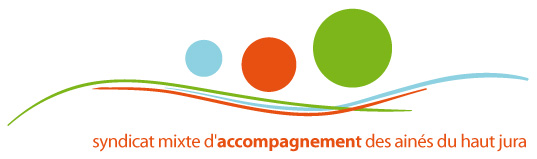 syndicat mixte d'accompagnement des ainés du haut jura